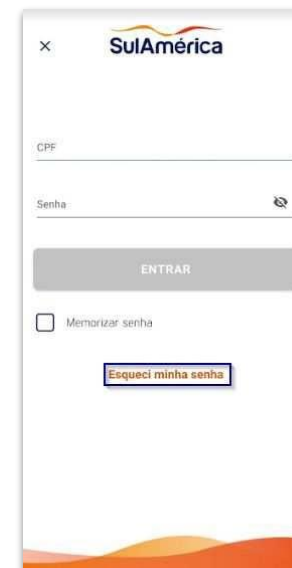 SulAmérica
CPF
Senha
ENTRAR
Memorizar senha
Esqueci minha senha